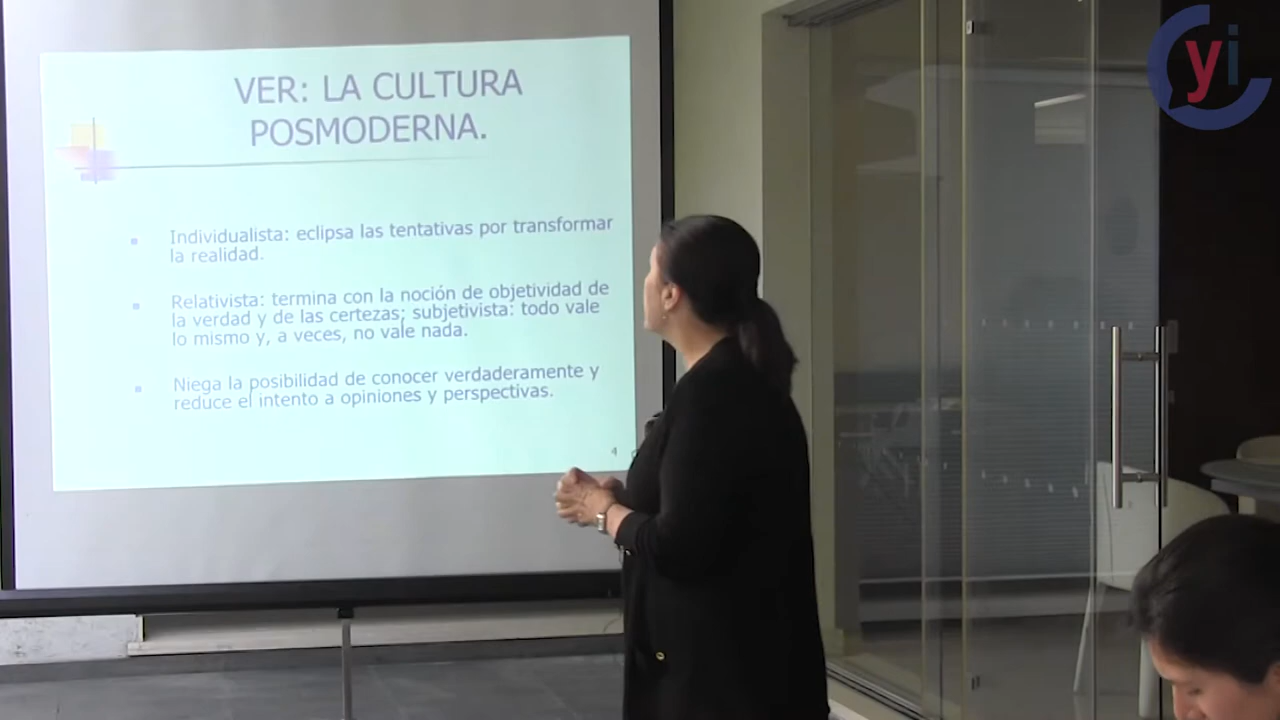 VER: LA CULTURA
POSMODERNA.
Individualista: eclipsa las tentativas por transformar
la realidad.
Relativista: termina con la noción de objetividad de
la verdad y de las certezas; subjetivista: todo vale
lo mismo y, a veces, no vale nada.
Niega la posibilidad de conocer verdaderamente y
reduce el intento a opiniones y perspectivas.
4
yi